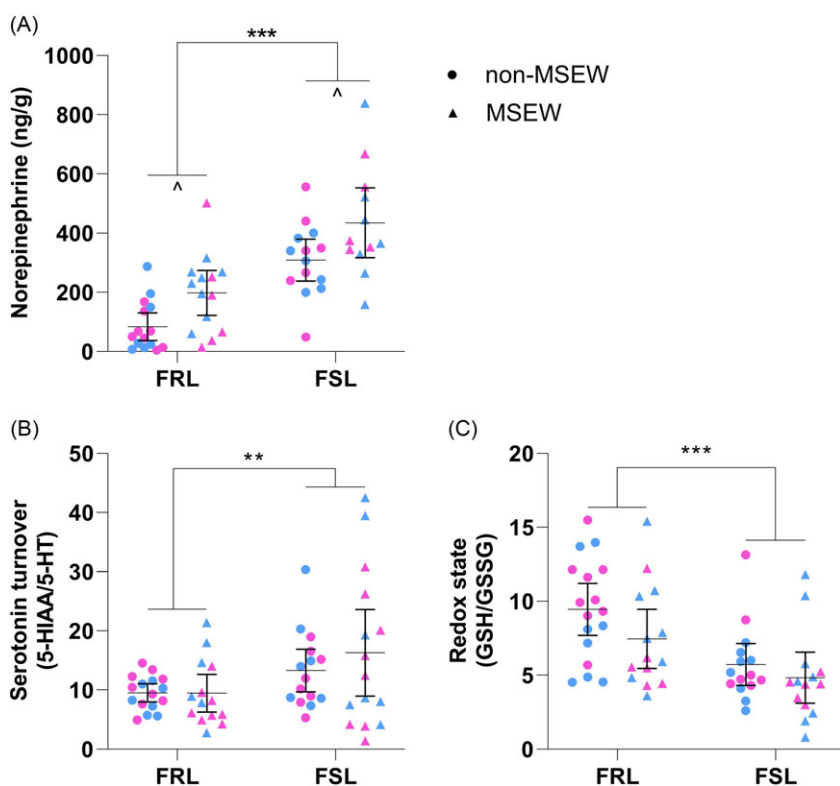 (A)
***
1000
800
600
400
200
0
Norepinephrine (ng/g)
^
^
FRL
FSL
non-MSEW
MSEW
(B)
**
50
40
30
20
10
0
Serotonin turnover
(5-HIAA/5-HT)
FRL
FSL
(C)
***
20
15
10
5
0
Redox state
(GSH/GSSG)
FRL
FSL